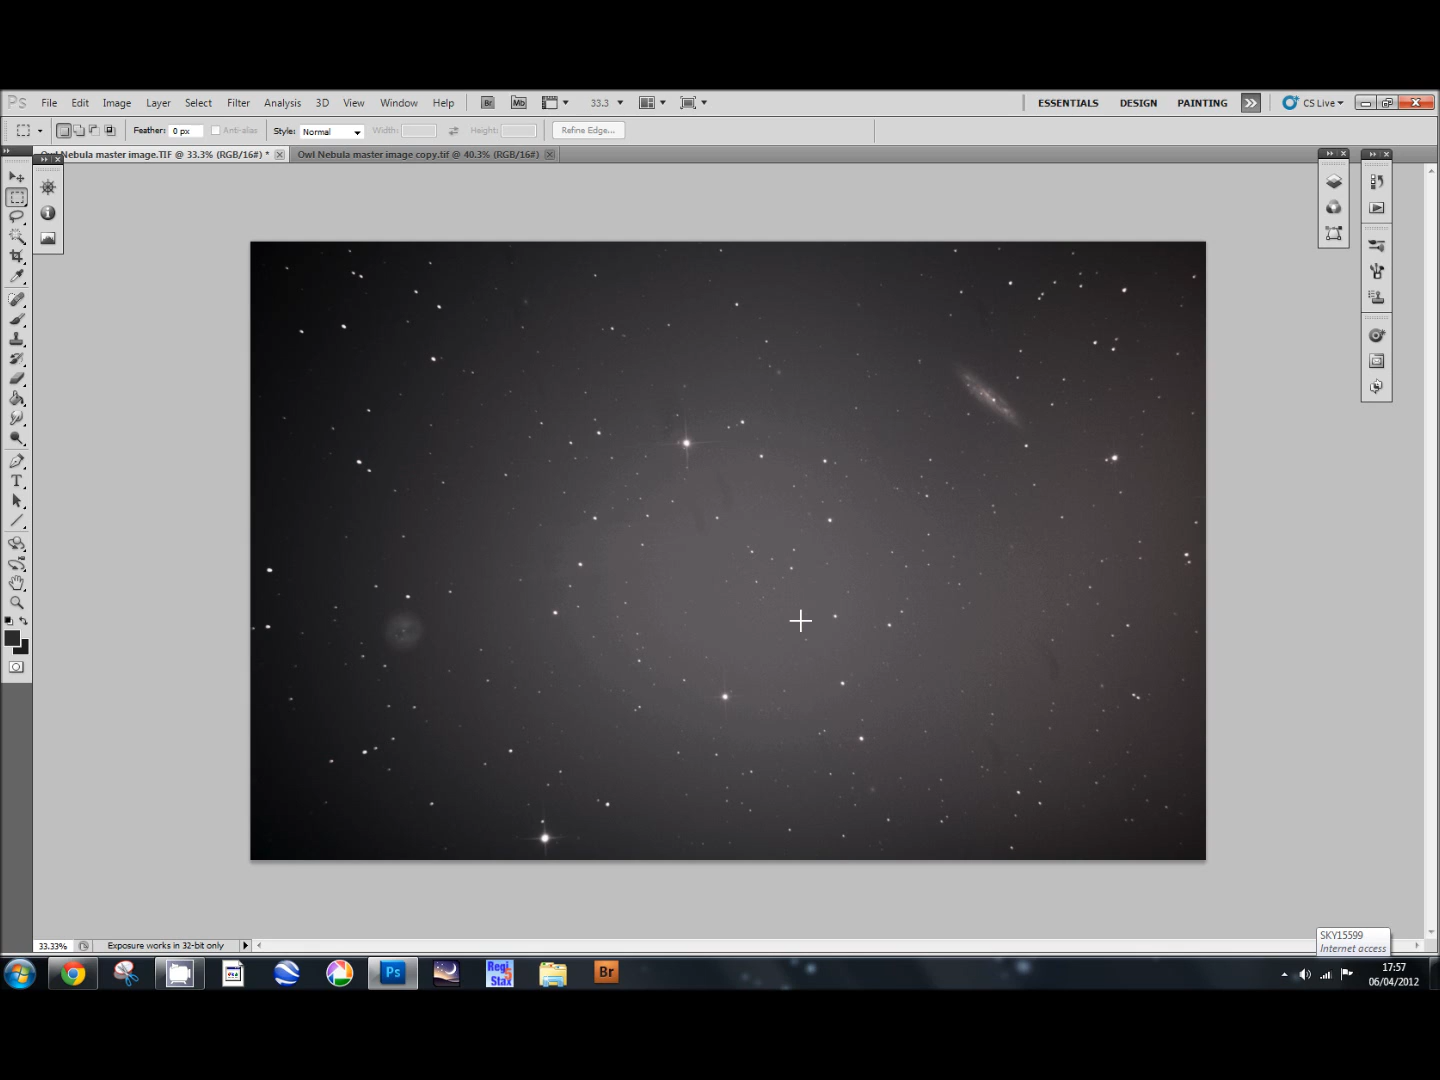 Ps File Edit Image Layer Select Filter Analysis 3D View Window Help Br Mb 33.3 ESSENTIALS DESIGN PAINTING CS Live
Feather: 0 px Anti-alias Style: Normal Width: Height: Refine Edge...
Nebula master image.TIF @ 33.3% (RGB/16#) * Owl Nebula master image copy.tif @ 40.3% (RGB/16#)
T
33.33% Exposure works in 32-bit only
SKY15599
Internet access
Ps Regi Stax 5 Br
17:57
06/04/2012